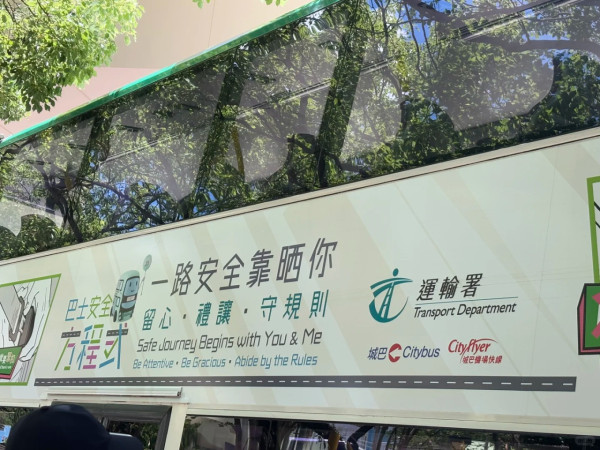 巴士安全
方程式
一路安全靠晒你
留心・禮讓・守規則
Safe Journey Begins with You & Me
Be Attentive • Be Gracious • Abide by the Rules
運輸署
Transport Department
城巴 Citybus
Cityflyer
城巴機場快線